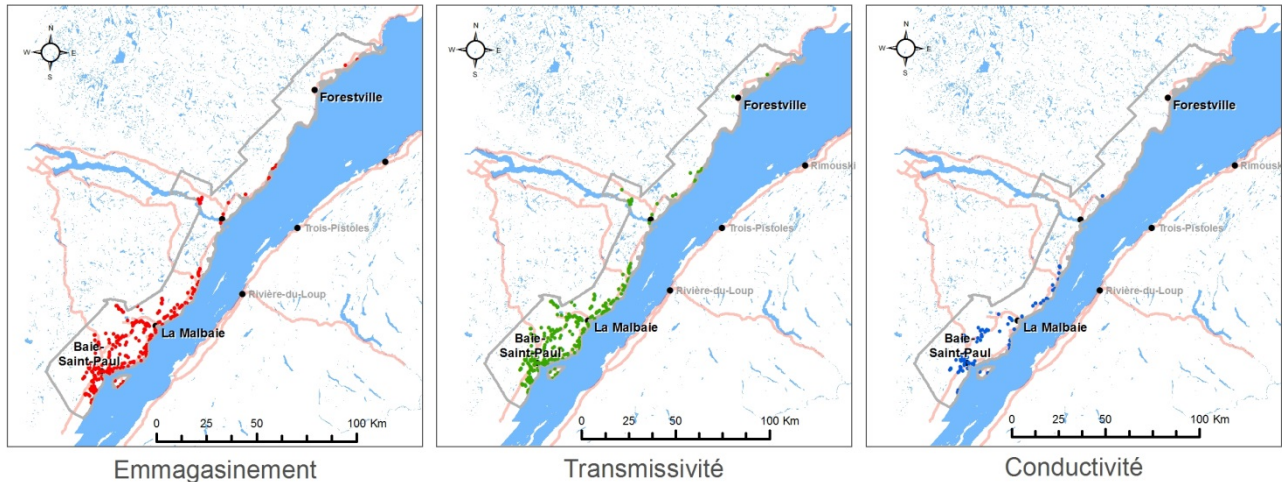 N
W E
S
Forestville
La Malbaie
Trois-Pistoles
Rivière-du-Loup
Baie-
Saint-Paul
0 25 50 100 Km
Emmagasinement
N
W E
S
Forestville
Rimouski
Trois-Pistoles
Rivière-du-Loup
La Malbaie
Baie-
Saint-Paul
0 25 50 100 Km
Transmissivité
N
W E
S
Forestville
Rimouski
Trois-Pistoles
Rivière-du-Loup
La Malbaie
Baie-
Saint-Paul
0 25 50 100 Km
Conductivité